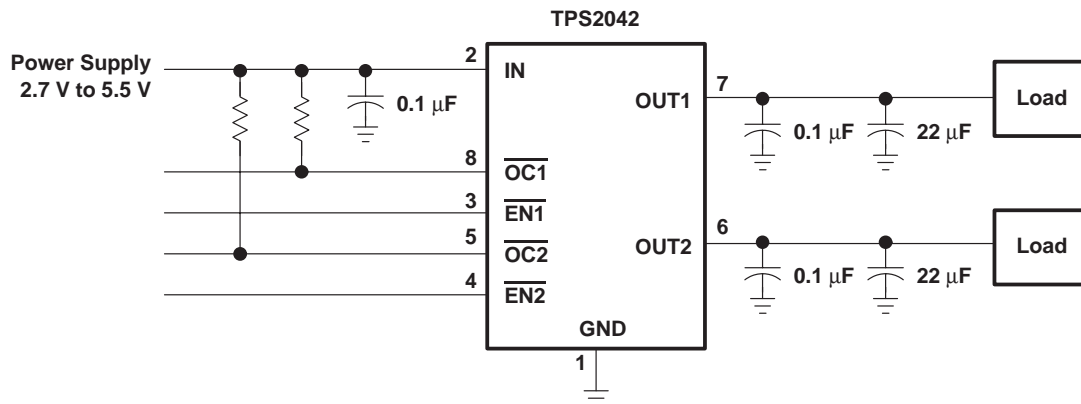 TPS2042
Power Supply
2.7 V to 5.5 V
2
IN
0.1 μF
OUT1
7
Load
0.1 μF
22 μF
8
OC1
3
EN1
5
OC2
4
EN2
OUT2
6
Load
0.1 μF
22 μF
GND
1